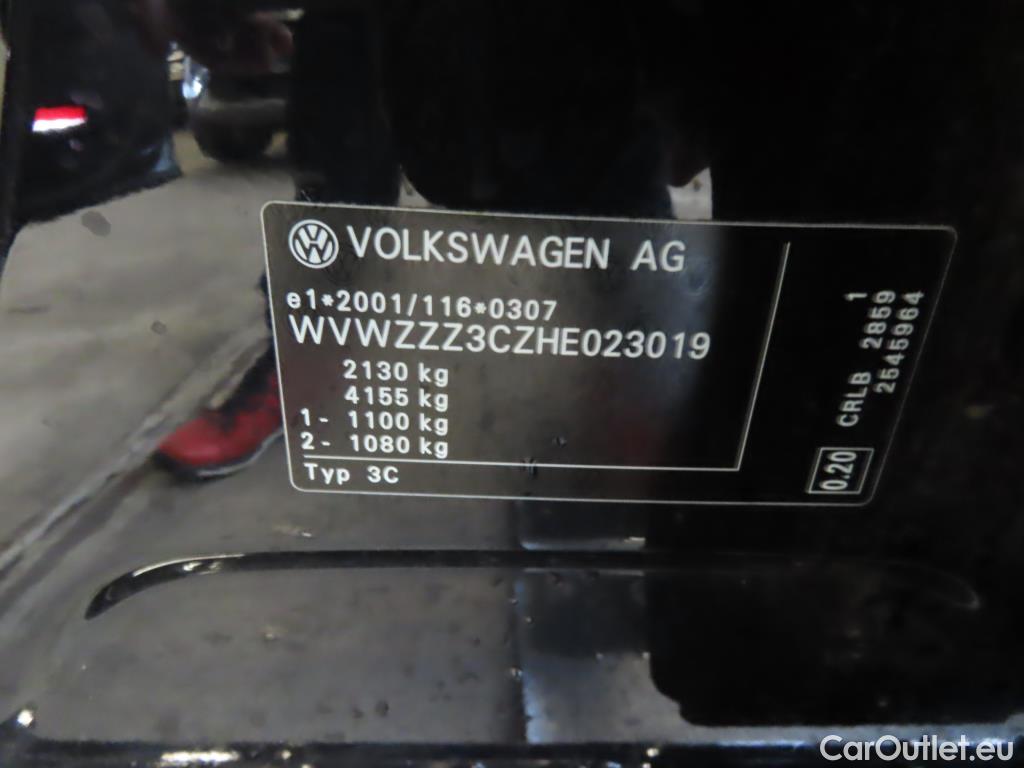 VOLKSWAGEN AG
e1*2001/116*0307
WVWZZZ3CZHE023019
2130 kg
4155 kg
1- 1100 kg
2- 1080 kg
Typ 3C
0.20
CRLB 2859 1
2545964
CarOutlet.eu